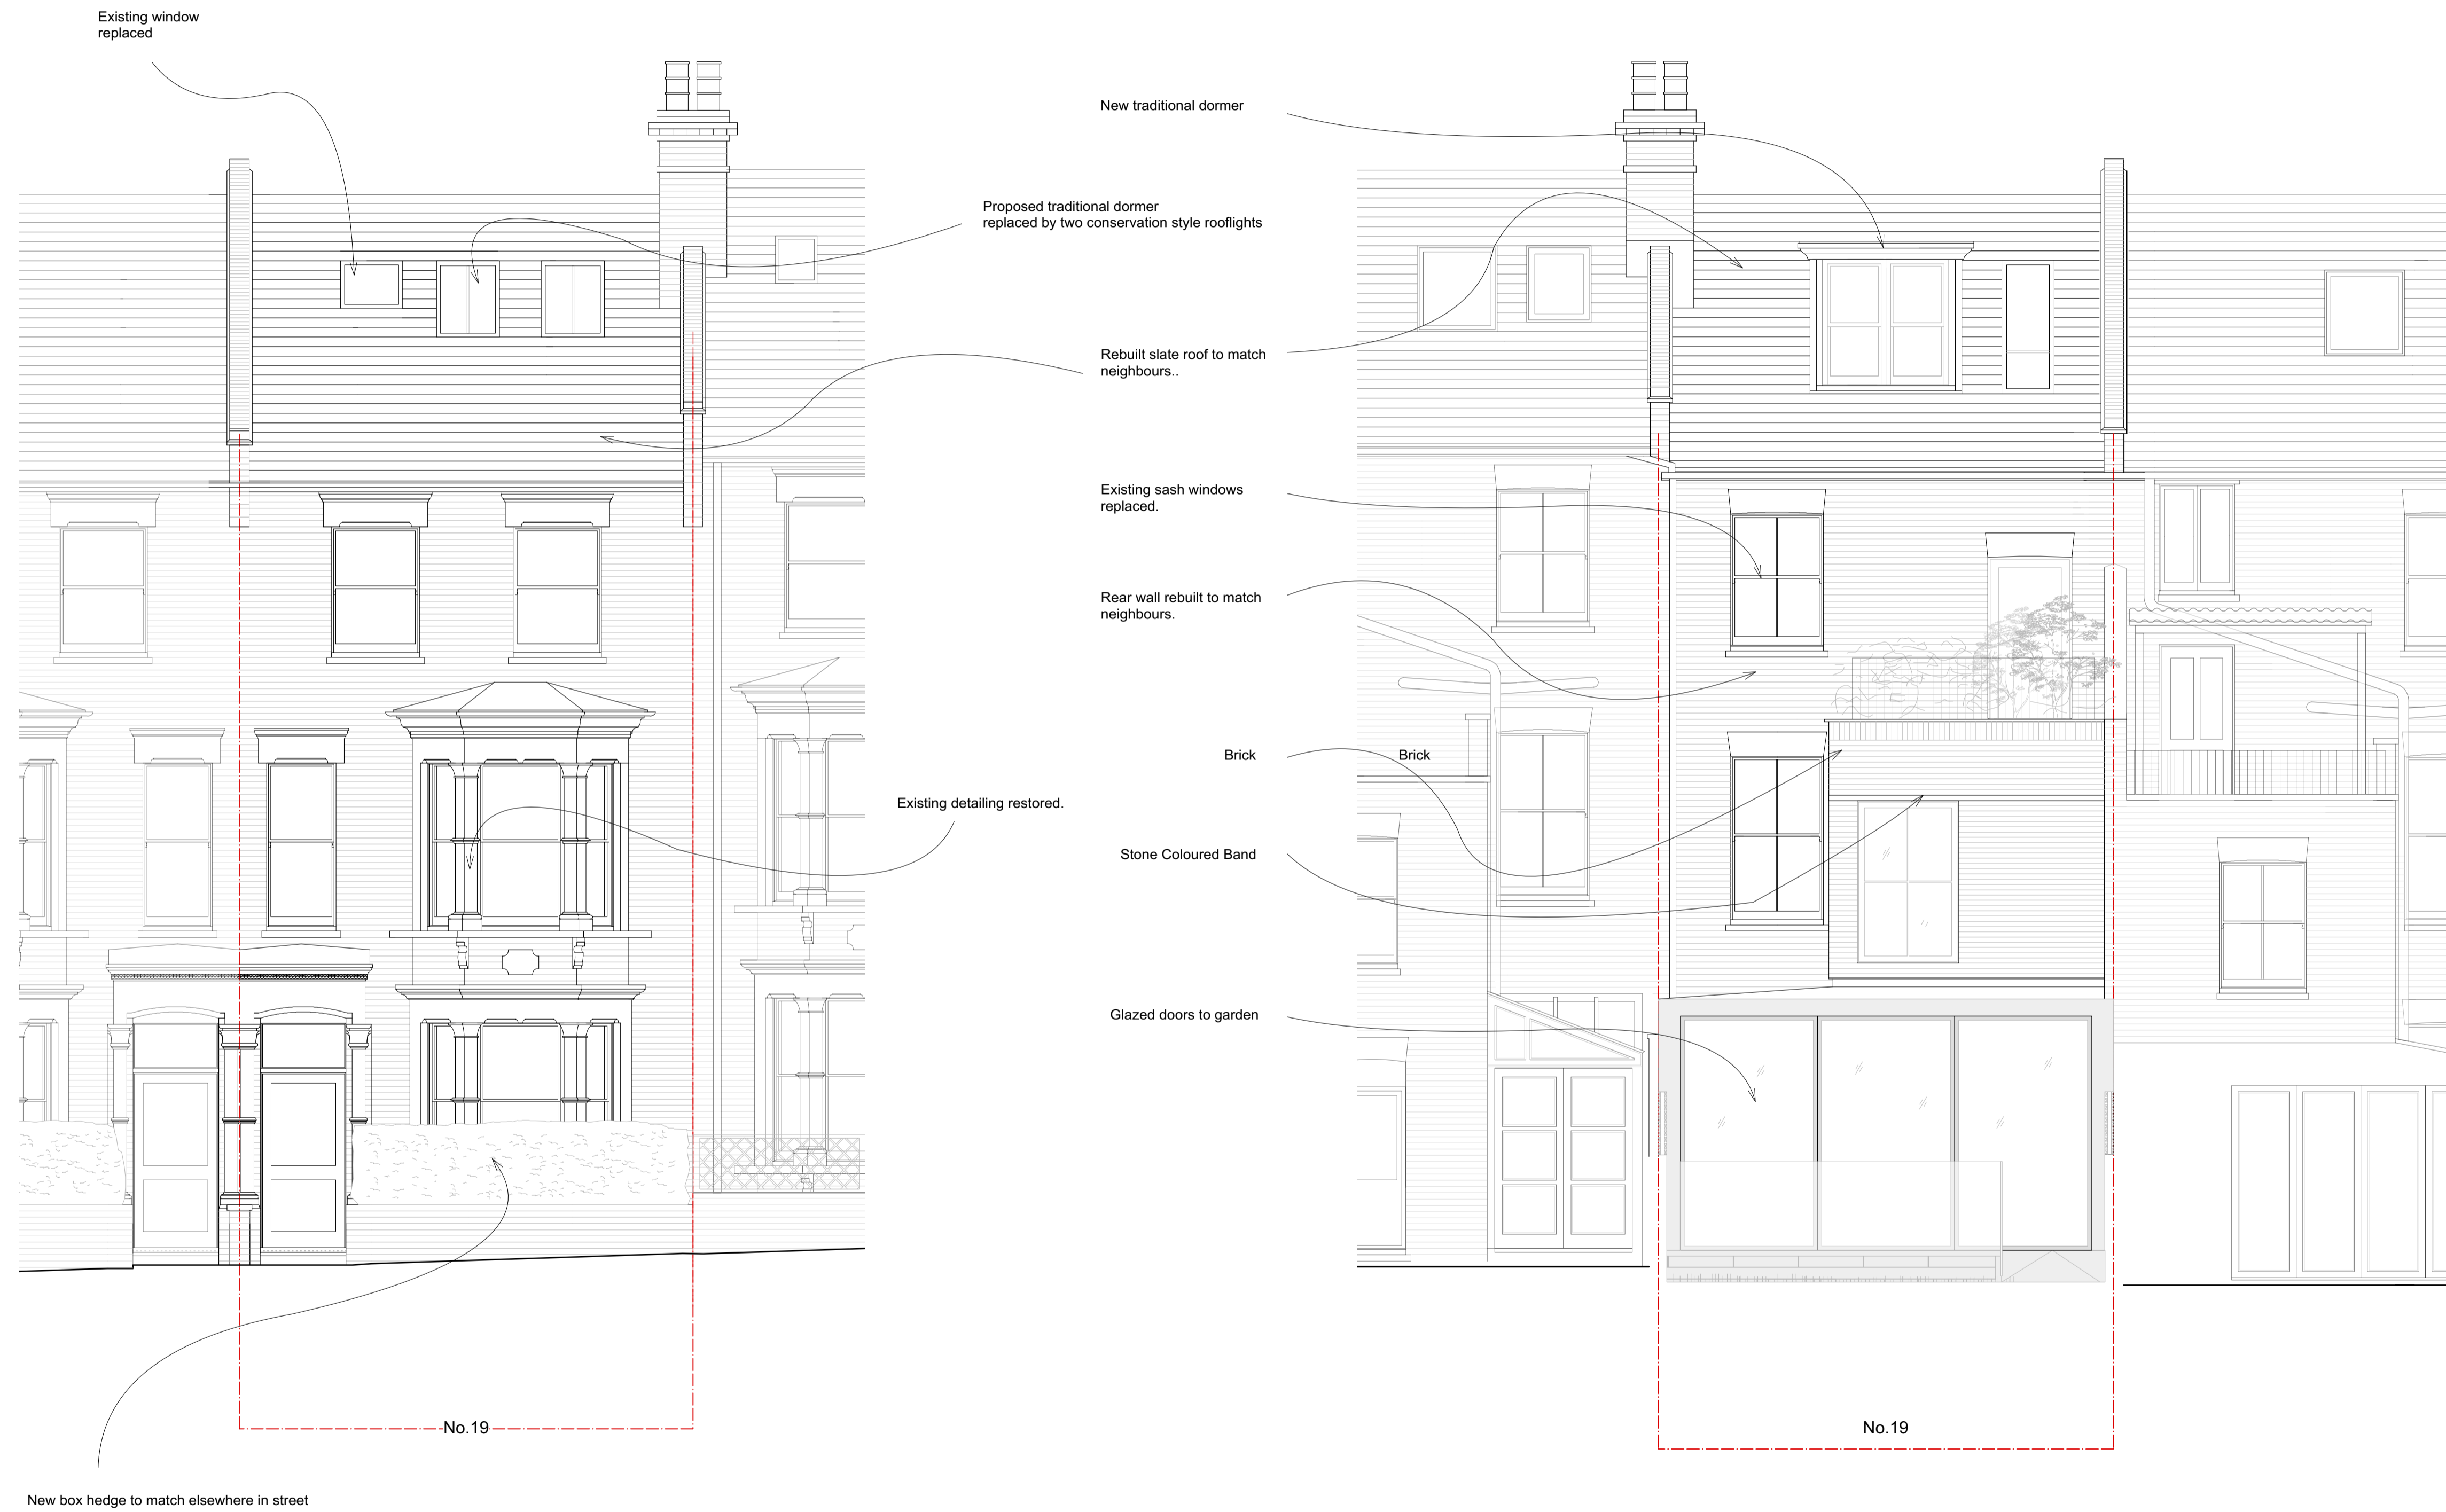 Existing window
replaced
New traditional dormer
Proposed traditional dormer
replaced by two conservation style rooflights
Rebuilt slate roof to match
neighbours..
Existing sash windows
replaced.
Rear wall rebuilt to match
neighbours.
Brick
Brick
Existing detailing restored.
Stone Coloured Band
Glazed doors to garden
No.19
No.19
New box hedge to match elsewhere in street